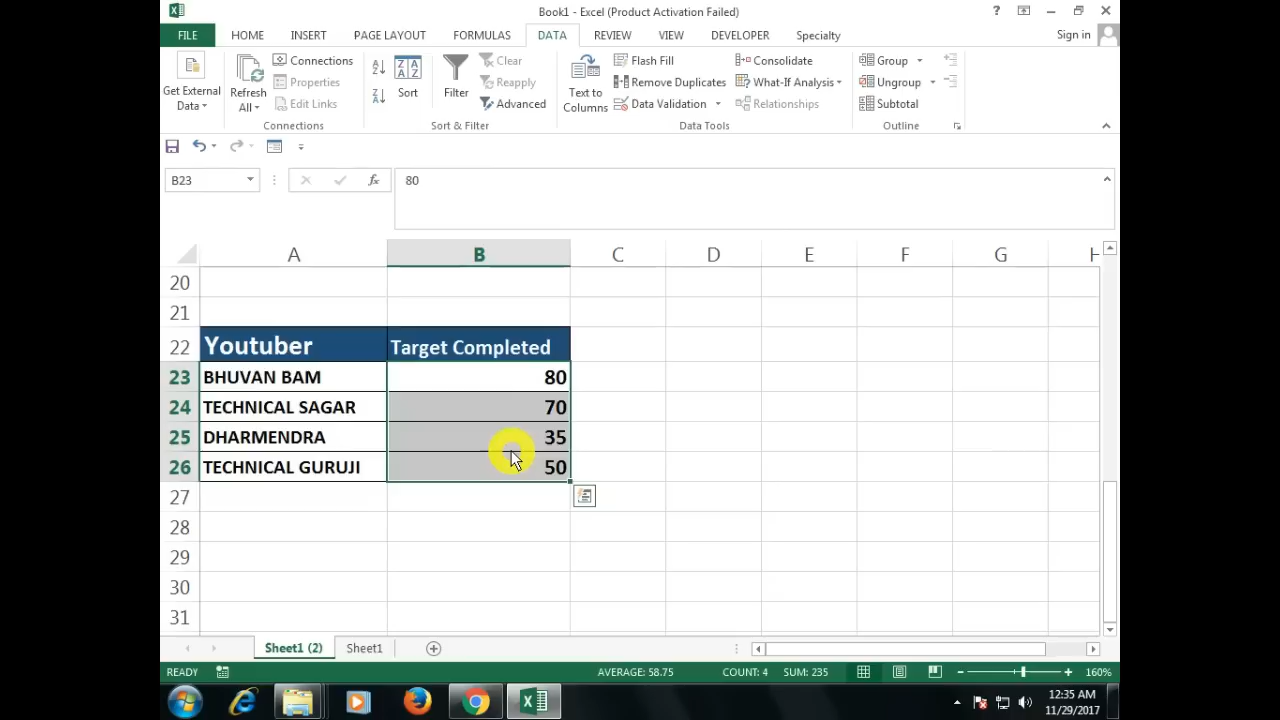 Book1 - Excel (Product Activation Failed)
?
FILE HOME INSERT PAGE LAYOUT FORMULAS DATA REVIEW VIEW DEVELOPER Specialty Sign in
Get External Data
Refresh All
Connections
Properties
Edit Links
Connections
A Z
Z A
Sort
Filter
Clear
Reapply
Advanced
Sort & Filter
Text to Columns
Flash Fill
Remove Duplicates
Data Validation
Consolidate
What-If Analysis
Relationships
Data Tools
Group
Ungroup
Subtotal
Outline
B23 fx 80
A B C D E F G H
20
21
22 Youtuber Target Completed
23 BHUVAN BAM 80
24 TECHNICAL SAGAR 70
25 DHARMENDRA 35
26 TECHNICAL GURUJI 50
27
28
29
30
31
Sheet1 (2) Sheet1
READY AVERAGE: 58.75 COUNT: 4 SUM: 235 160%
12:35 AM
11/29/2017